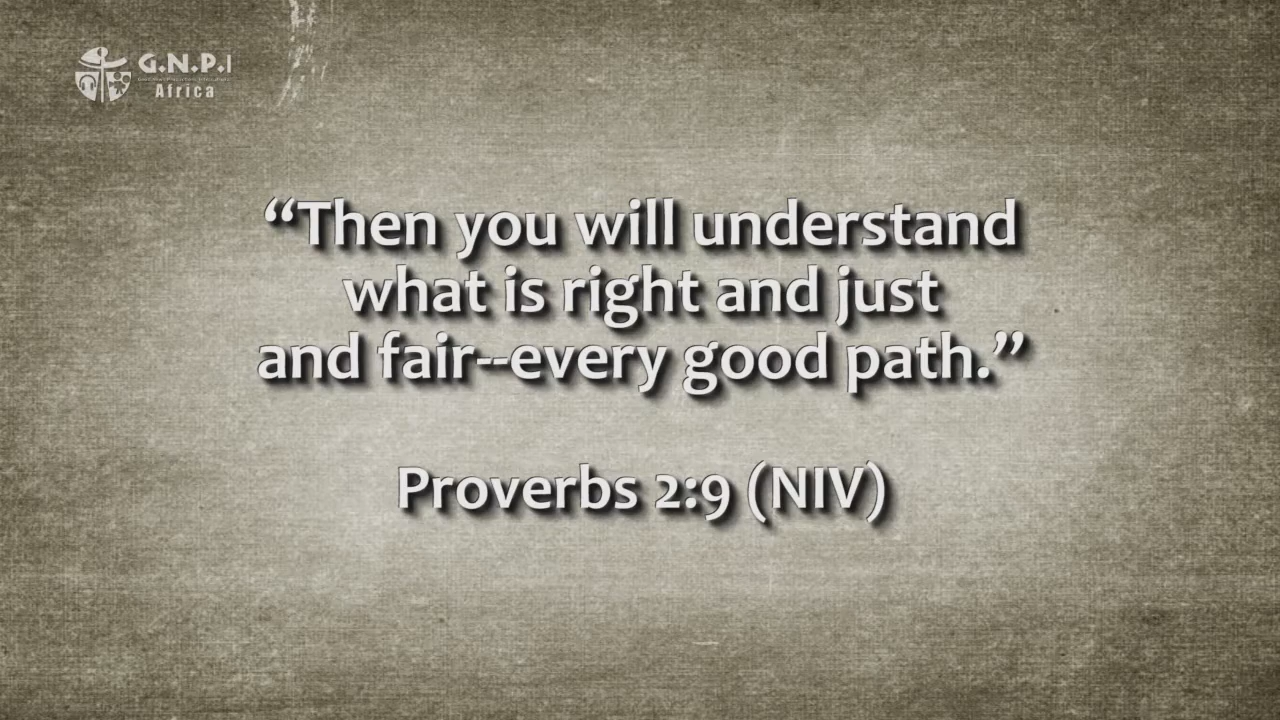 G.N.P.I
Africa
“Then you will understand
what is right and just
and fair--every good path.”
Proverbs 2:9 (NIV)